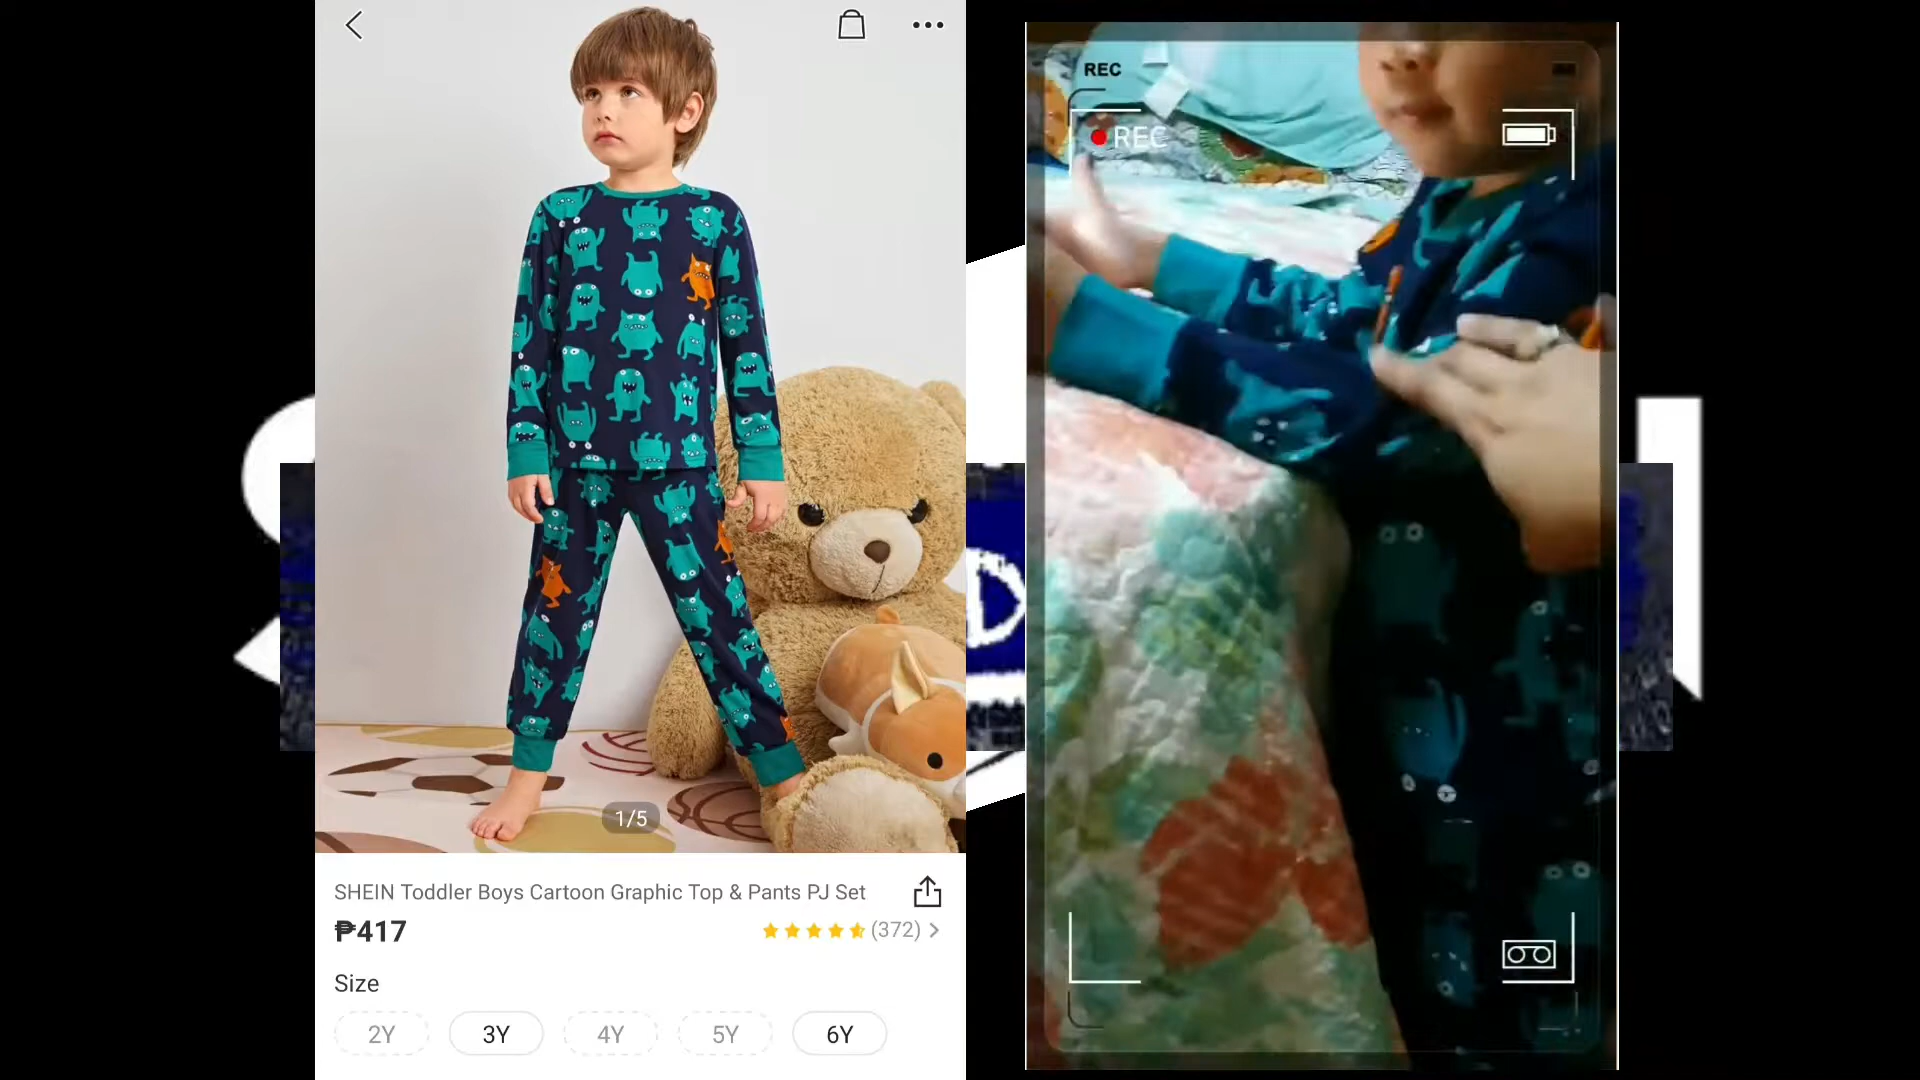 1/5
SHEIN Toddler Boys Cartoon Graphic Top & Pants PJ Set
₱417
(372)
Size
2Y 3Y 4Y 5Y 6Y
REC
REC